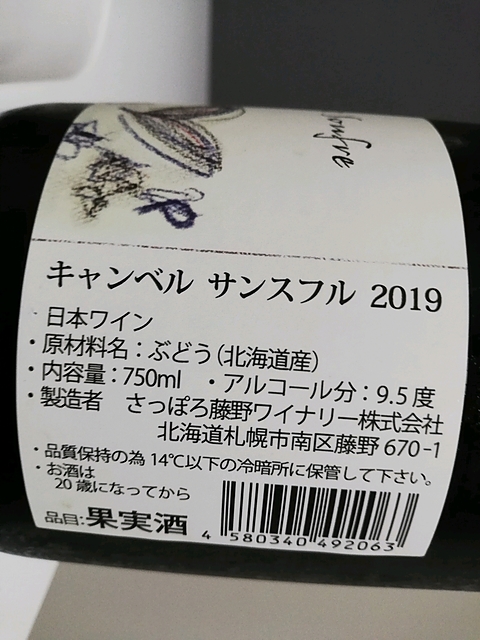 キャンベル サンスフル 2019
日本ワイン
・原材料名：ぶどう（北海道産）
・内容量：750ml ・アルコール分：9.5度
・製造者 さっぽろ藤野ワイナリー株式会社
北海道札幌市南区藤野 670-1
・品質保持の為 14℃以下の冷暗所に保管して下さい。
・お酒は
20歳になってから
品目:果実酒
4 580340 492063